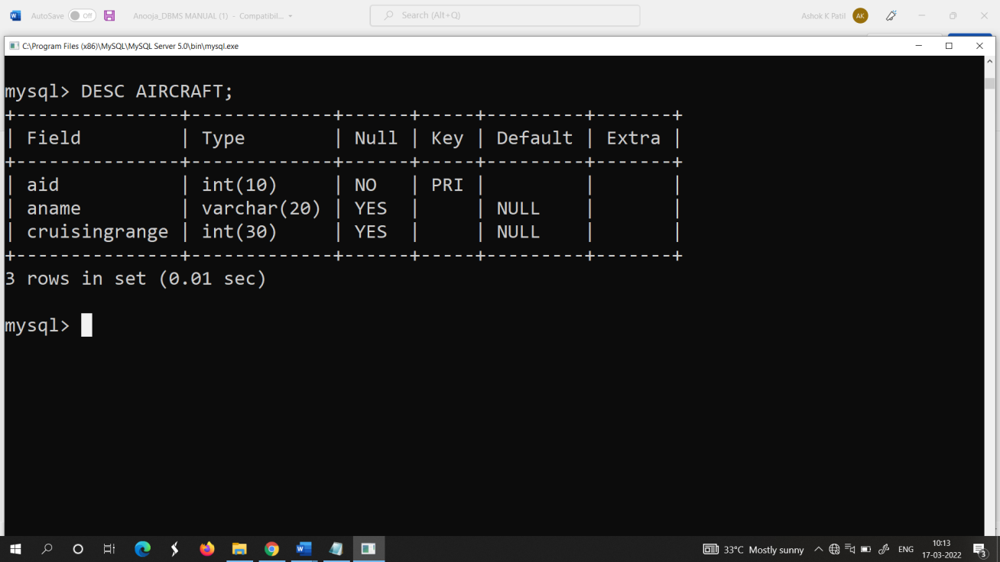 AutoSave Off Anooja_DBMS MANUAL (1) - Compatibil... Search (Alt+Q) Ashok K Patil AK
C:\Program Files (x86)\MySQL\MySQL Server 5.0\bin\mysql.exe
mysql> DESC AIRCRAFT;
+---------------+-------------+------+-----+---------+-------+
| Field         | Type        | Null | Key | Default | Extra |
+---------------+-------------+------+-----+---------+-------+
| aid           | int(10)     | NO   | PRI |         |       |
| aname         | varchar(20) | YES  |     | NULL    |       |
| cruisingrange | int(30)     | YES  |     | NULL    |       |
+---------------+-------------+------+-----+---------+-------+
3 rows in set (0.01 sec)
mysql>
33°C Mostly sunny ENG 10:13
17-03-2022 3